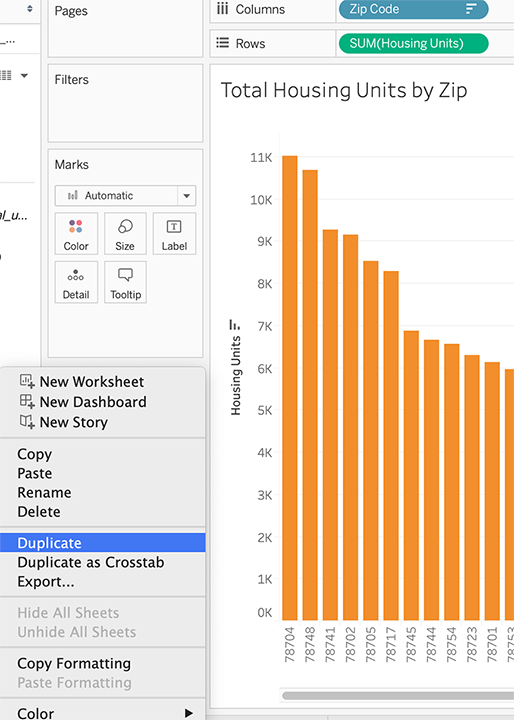 Pages
Columns
Zip Code
Rows
SUM(Housing Units)
_...
Filters
Total Housing Units by Zip
Marks
Automatic
Color
Size
Label
Detail
Tooltip
al_u...
Housing Units
11K
10K
9K
8K
7K
6K
5K
4K
3K
2K
1K
0K
78704
78748
78741
78702
78705
78717
78745
78744
78754
78723
78701
78753
New Worksheet
New Dashboard
New Story
Copy
Paste
Rename
Delete
Duplicate
Duplicate as Crosstab
Export...
Hide All Sheets
Unhide All Sheets
Copy Formatting
Paste Formatting
Color